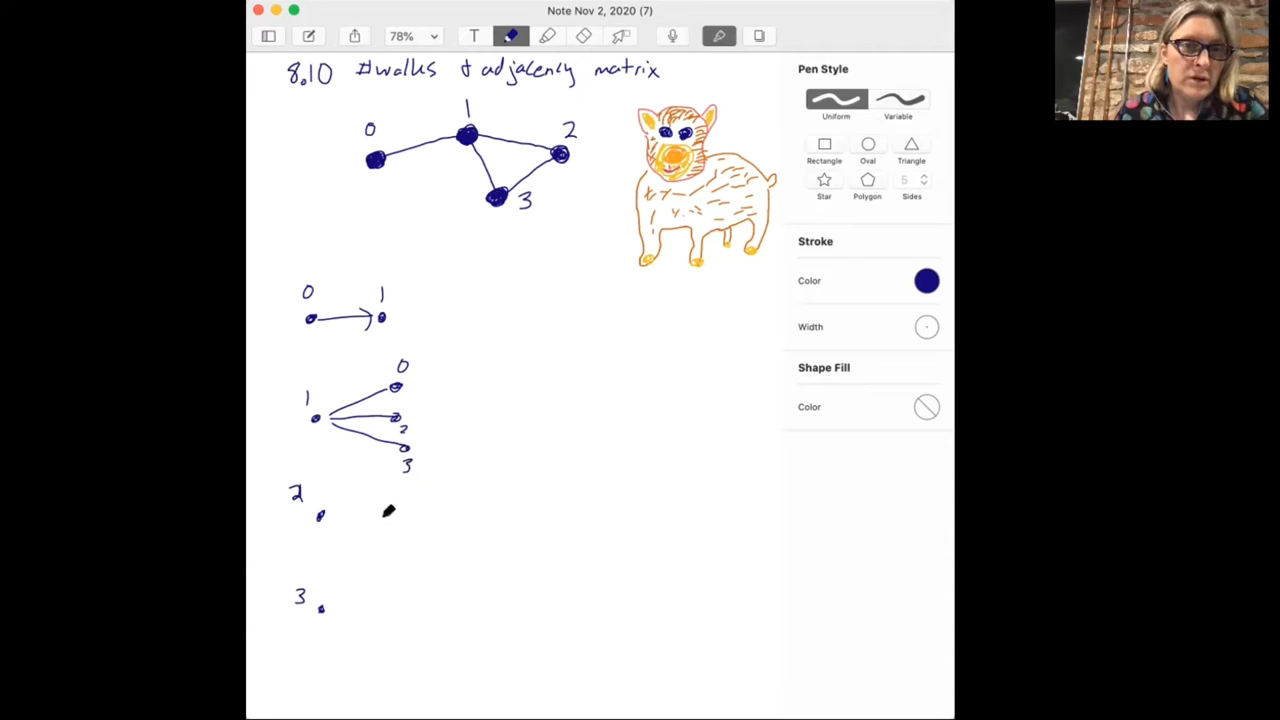 Note Nov 2, 2020 (7)
78%
T
8.10 #walks & adjacency matrix
0
1
2
3
0
1
1
0
2
3
2
3
Pen Style
Uniform
Variable
Rectangle
Oval
Triangle
Star
Polygon
5
Sides
Stroke
Color
Width
Shape Fill
Color